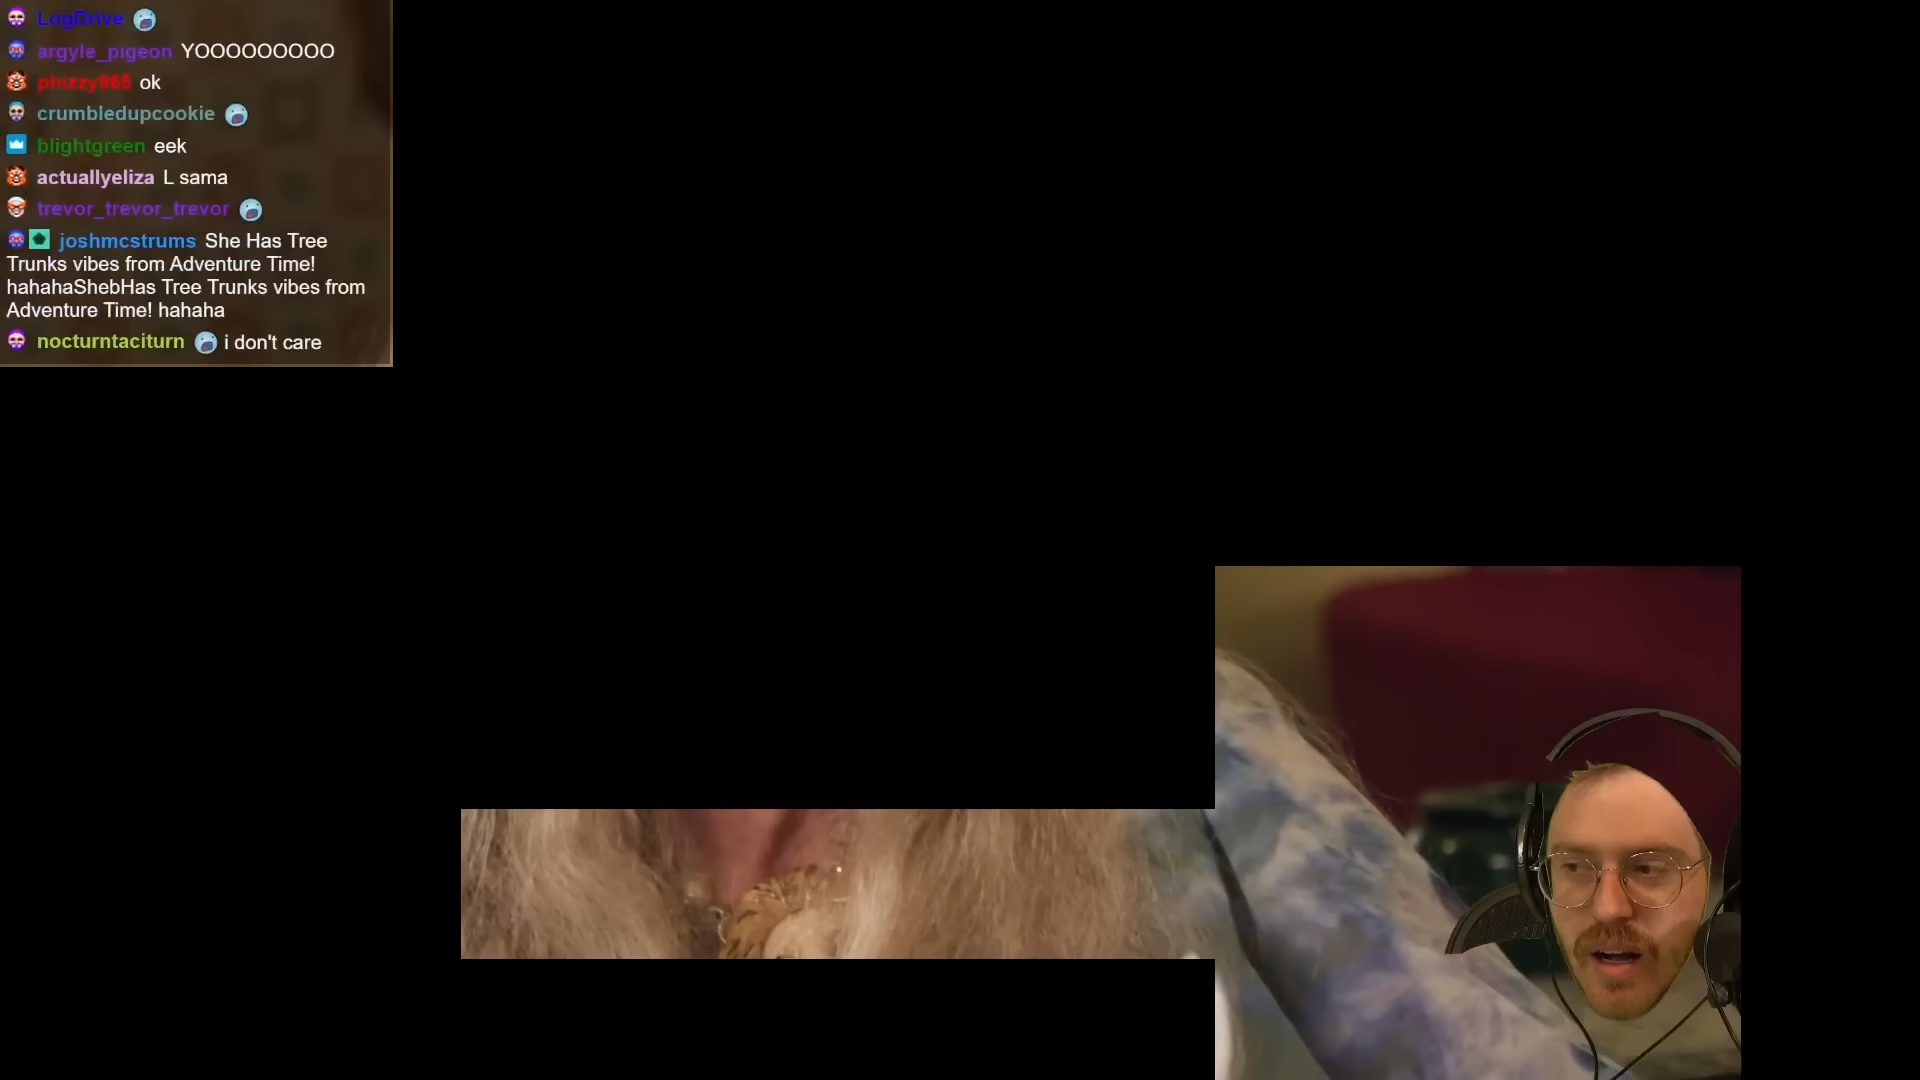 LogDrive
argyle_pigeon YOOOOOOOOO
phizzy965 ok
crumbledupcookie
blightgreen eek
actuallyeliza L sama
trevor_trevor_trevor
joshmcstrums She Has Tree
Trunks vibes from Adventure Time!
hahahaShebHas Tree Trunks vibes from
Adventure Time! hahaha
nocturntaciturn i don't care